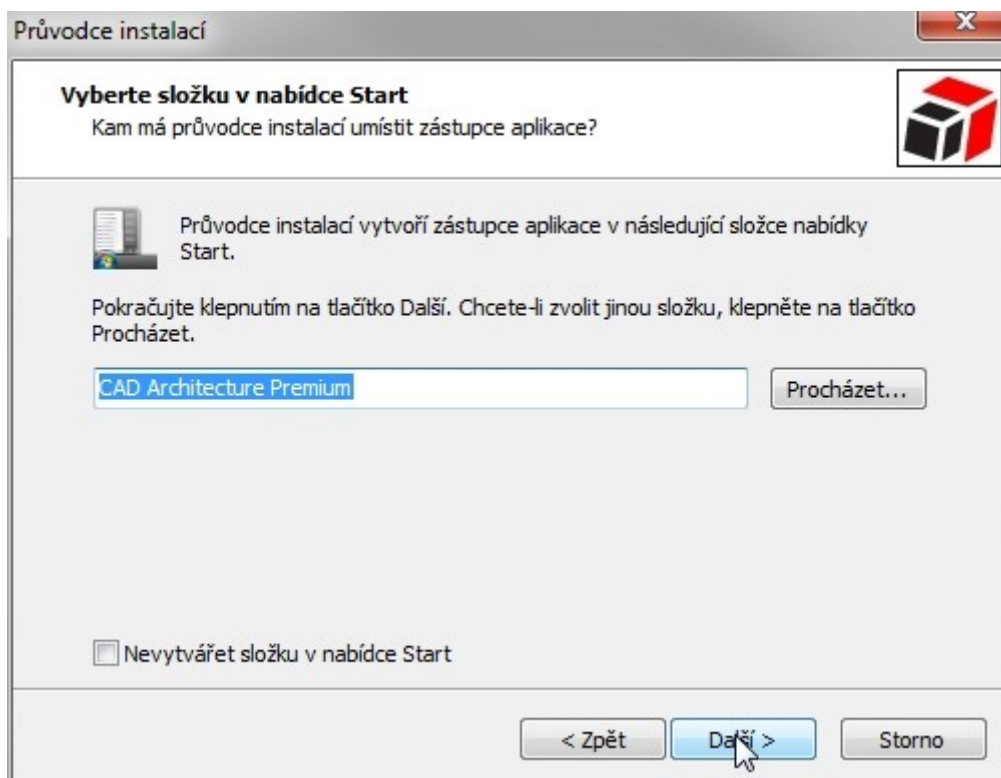 Průvodce instalací
Vyberte složku v nabídce Start
Kam má průvodce instalací umístit zástupce aplikace?
Průvodce instalací vytvoří zástupce aplikace v následující složce nabídky
Start.
Pokračujte klepnutím na tlačítko Další. Chcete-li zvolit jinou složku, klepněte na tlačítko
Procházet.
CAD Architecture Premium
Procházet...
Nevytvářet složku v nabídce Start
< Zpět
Další >
Storno